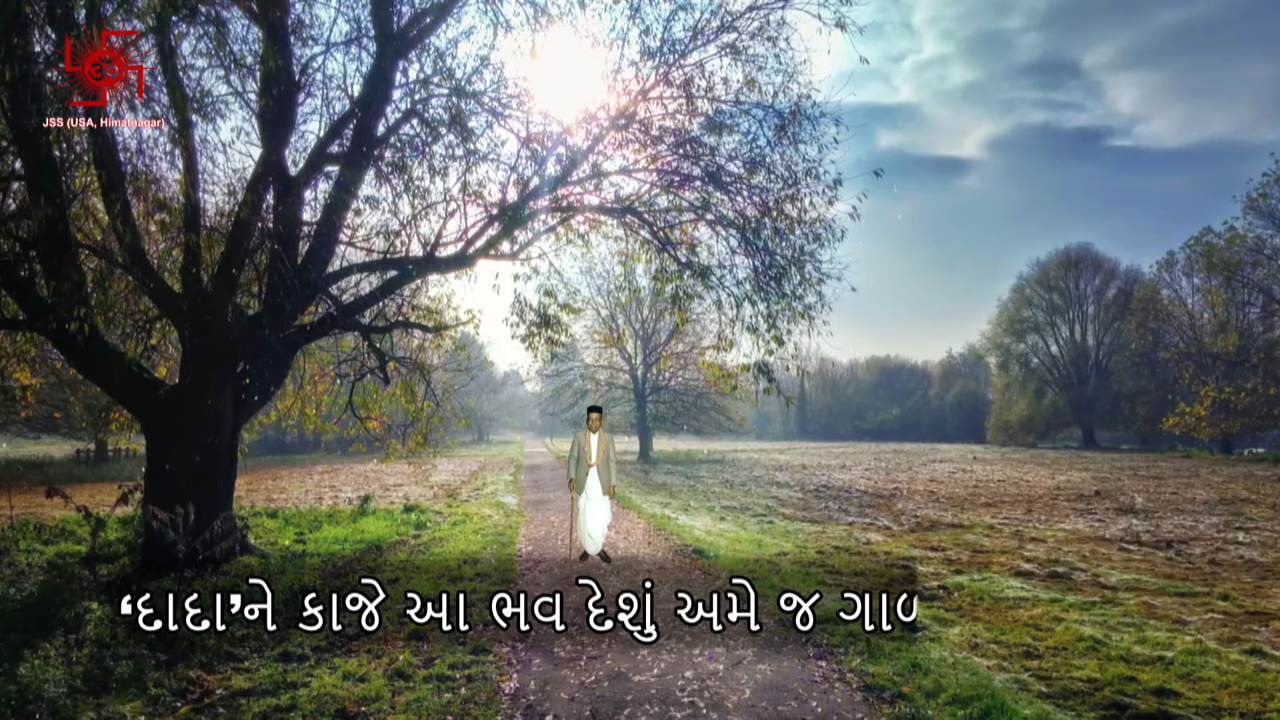 ॐ
JSS (USA, Himatnagar)
‘દાદા’ને કાજે આ ભવ દેશું અમે જ